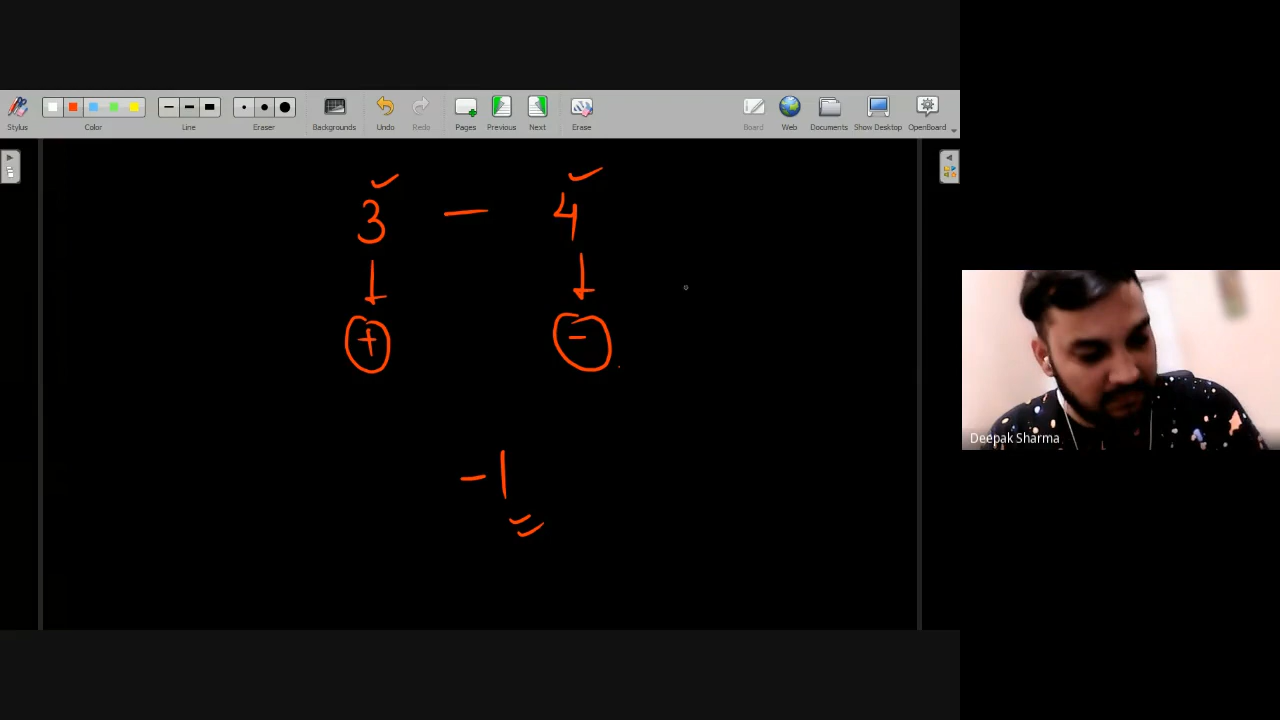 Stylus Color Line Eraser Backgrounds Undo Redo Pages Previous Next Erase Board Web Documents Show Desktop OpenBoard
3 − 4
+ −
−1
Deepak Sharma